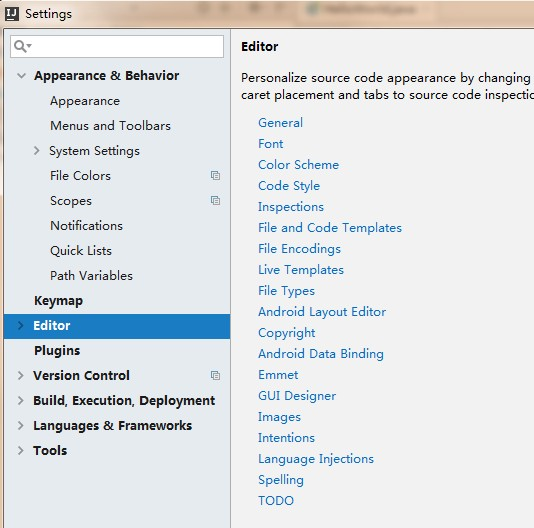 IJ Settings
Appearance & Behavior
Appearance
Menus and Toolbars
System Settings
File Colors
Scopes
Notifications
Quick Lists
Path Variables
Keymap
Editor
Plugins
Version Control
Build, Execution, Deployment
Languages & Frameworks
Tools
Editor
Personalize source code appearance by changing
caret placement and tabs to source code
General
Font
Color Scheme
Code Style
Inspections
File and Code Templates
File Encodings
Live Templates
File Types
Android Layout Editor
Copyright
Android Data Binding
Emmet
GUI Designer
Images
Intentions
Language Injections
Spelling
TODO